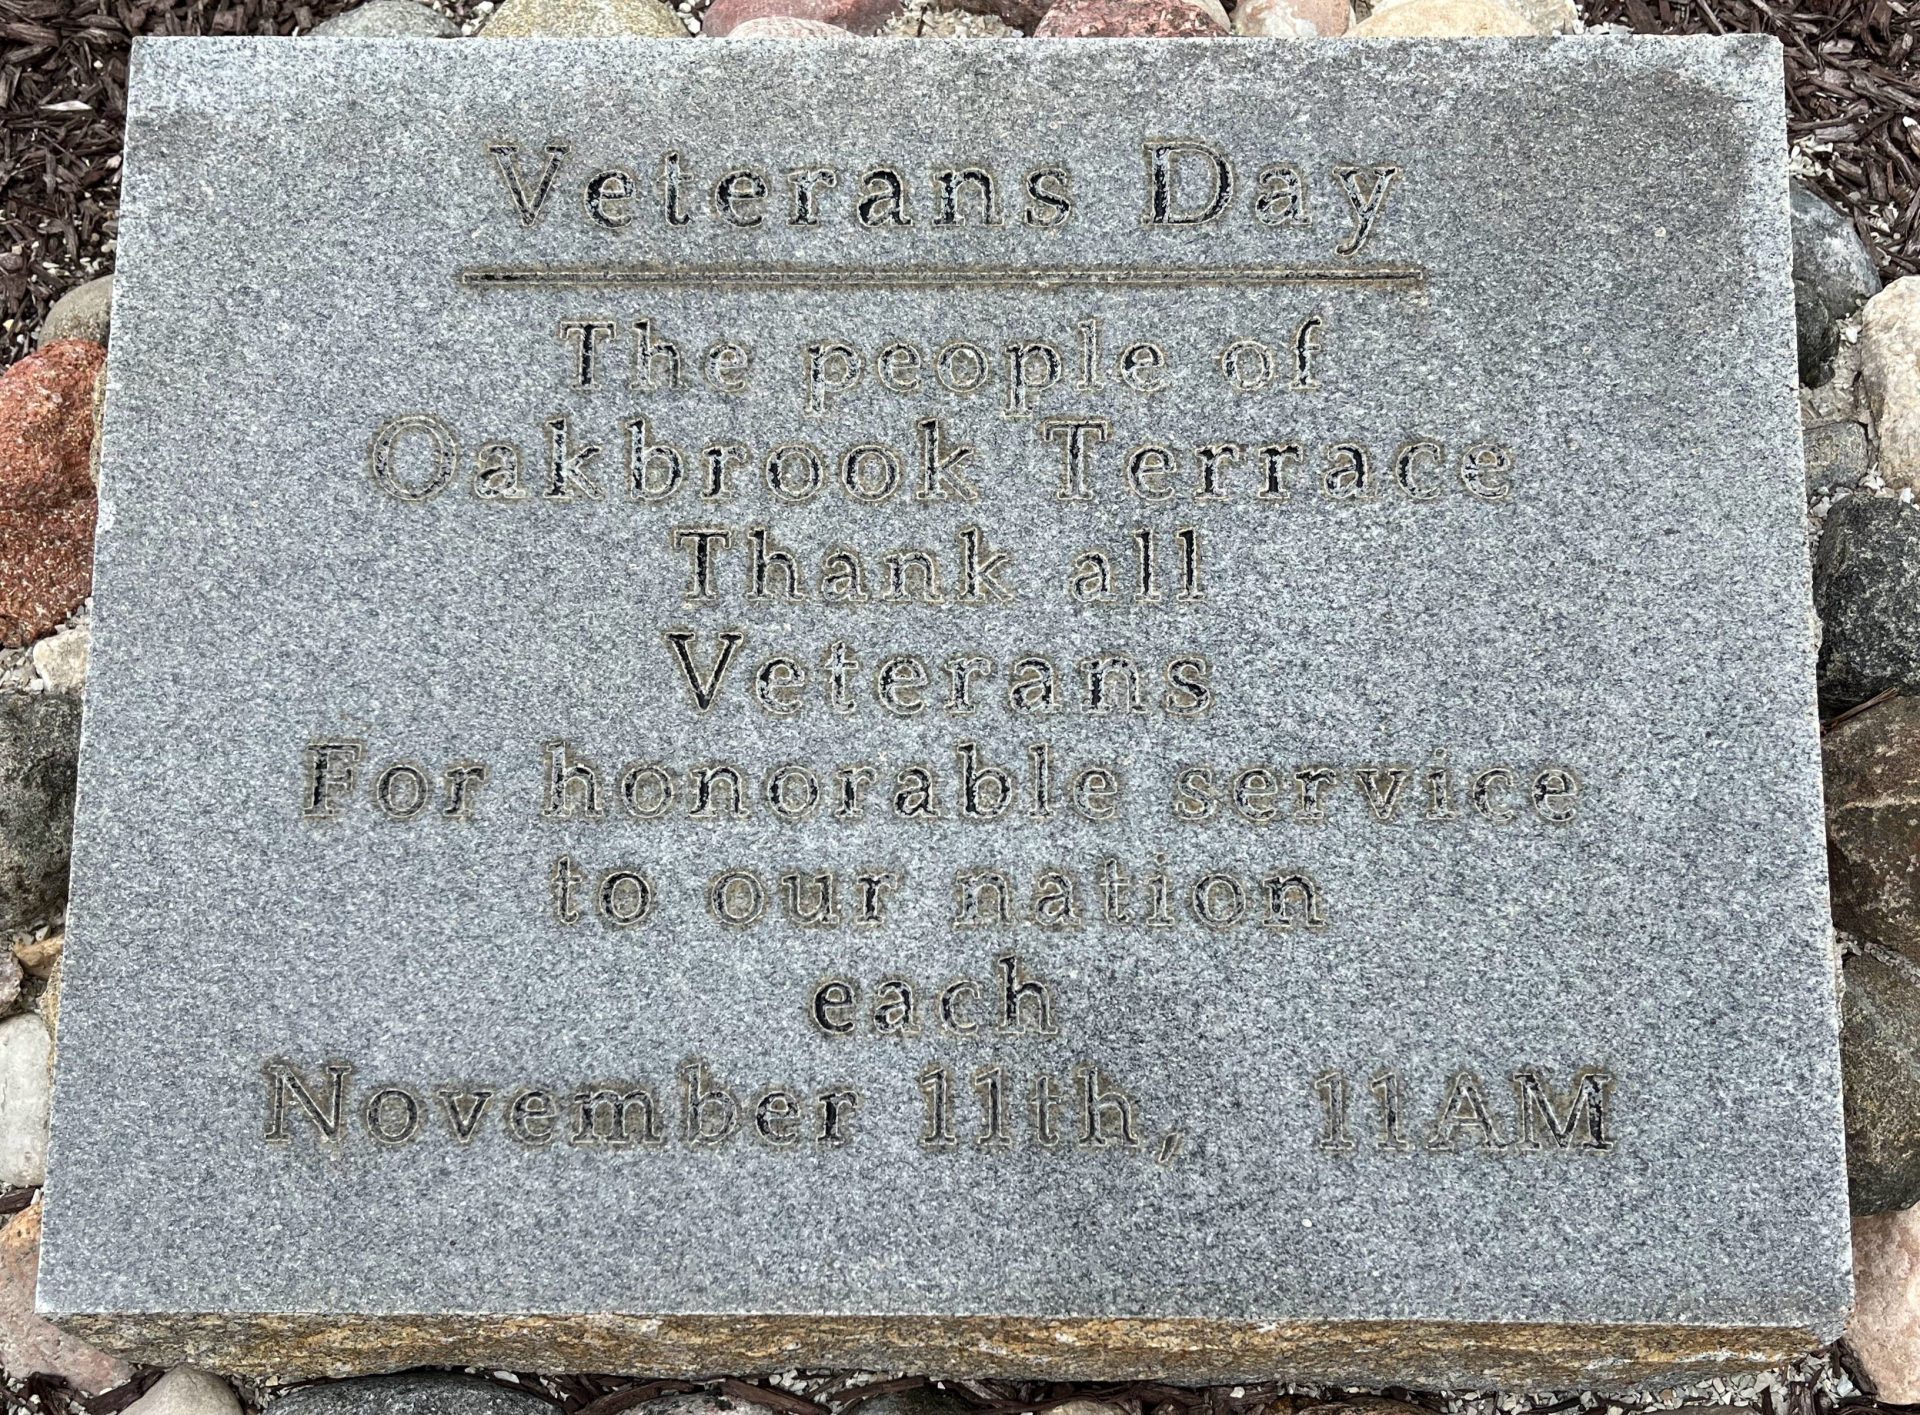 Veterans Day
The people of
Oakbrook Terrace
Thank all
Veterans
For honorable service
to our nation
each
November 11th, 11AM